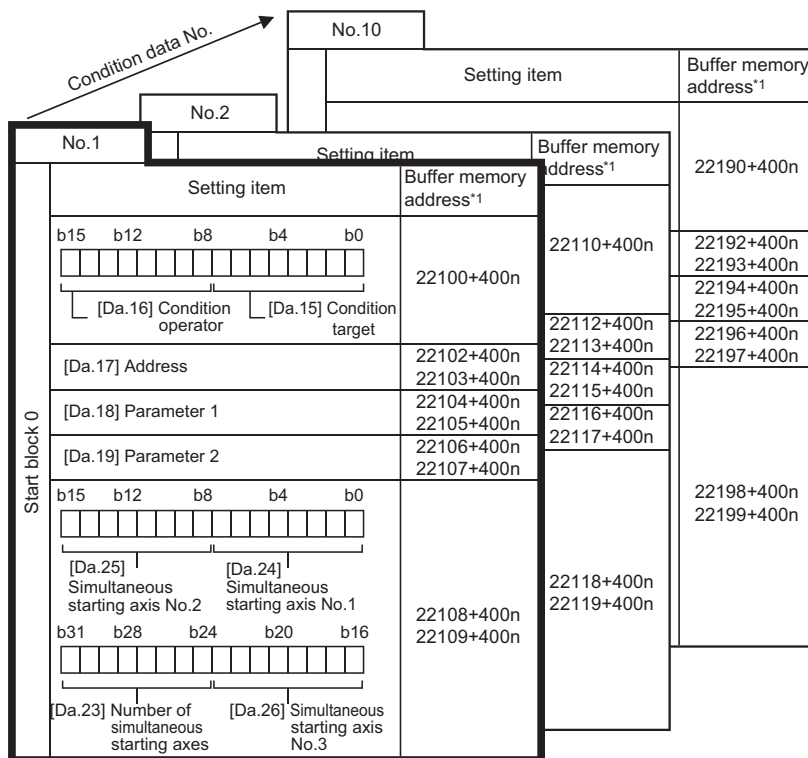 Condition data No.
No.10
Setting item
Buffer memory
address*1
22190+400n
22192+400n
22193+400n
22194+400n
22195+400n
22196+400n
22197+400n
22198+400n
22199+400n
No.2
Setting item
Buffer memory
address*1
22110+400n
22112+400n
22113+400n
22114+400n
22115+400n
22116+400n
22117+400n
22118+400n
22119+400n
No.1
Start block 0
Setting item
Buffer memory
address*1
b15 b12 b8 b4 b0
[Da.16] Condition
operator
[Da.15] Condition
target
22100+400n
[Da.17] Address
22102+400n
22103+400n
[Da.18] Parameter 1
22104+400n
22105+400n
[Da.19] Parameter 2
22106+400n
22107+400n
b15 b12 b8 b4 b0
[Da.25]
Simultaneous
starting axis No.2
[Da.24]
Simultaneous
starting axis No.1
b31 b28 b24 b20 b16
[Da.23] Number of
simultaneous
starting axes
[Da.26] Simultaneous
starting axis
No.3
22108+400n
22109+400n